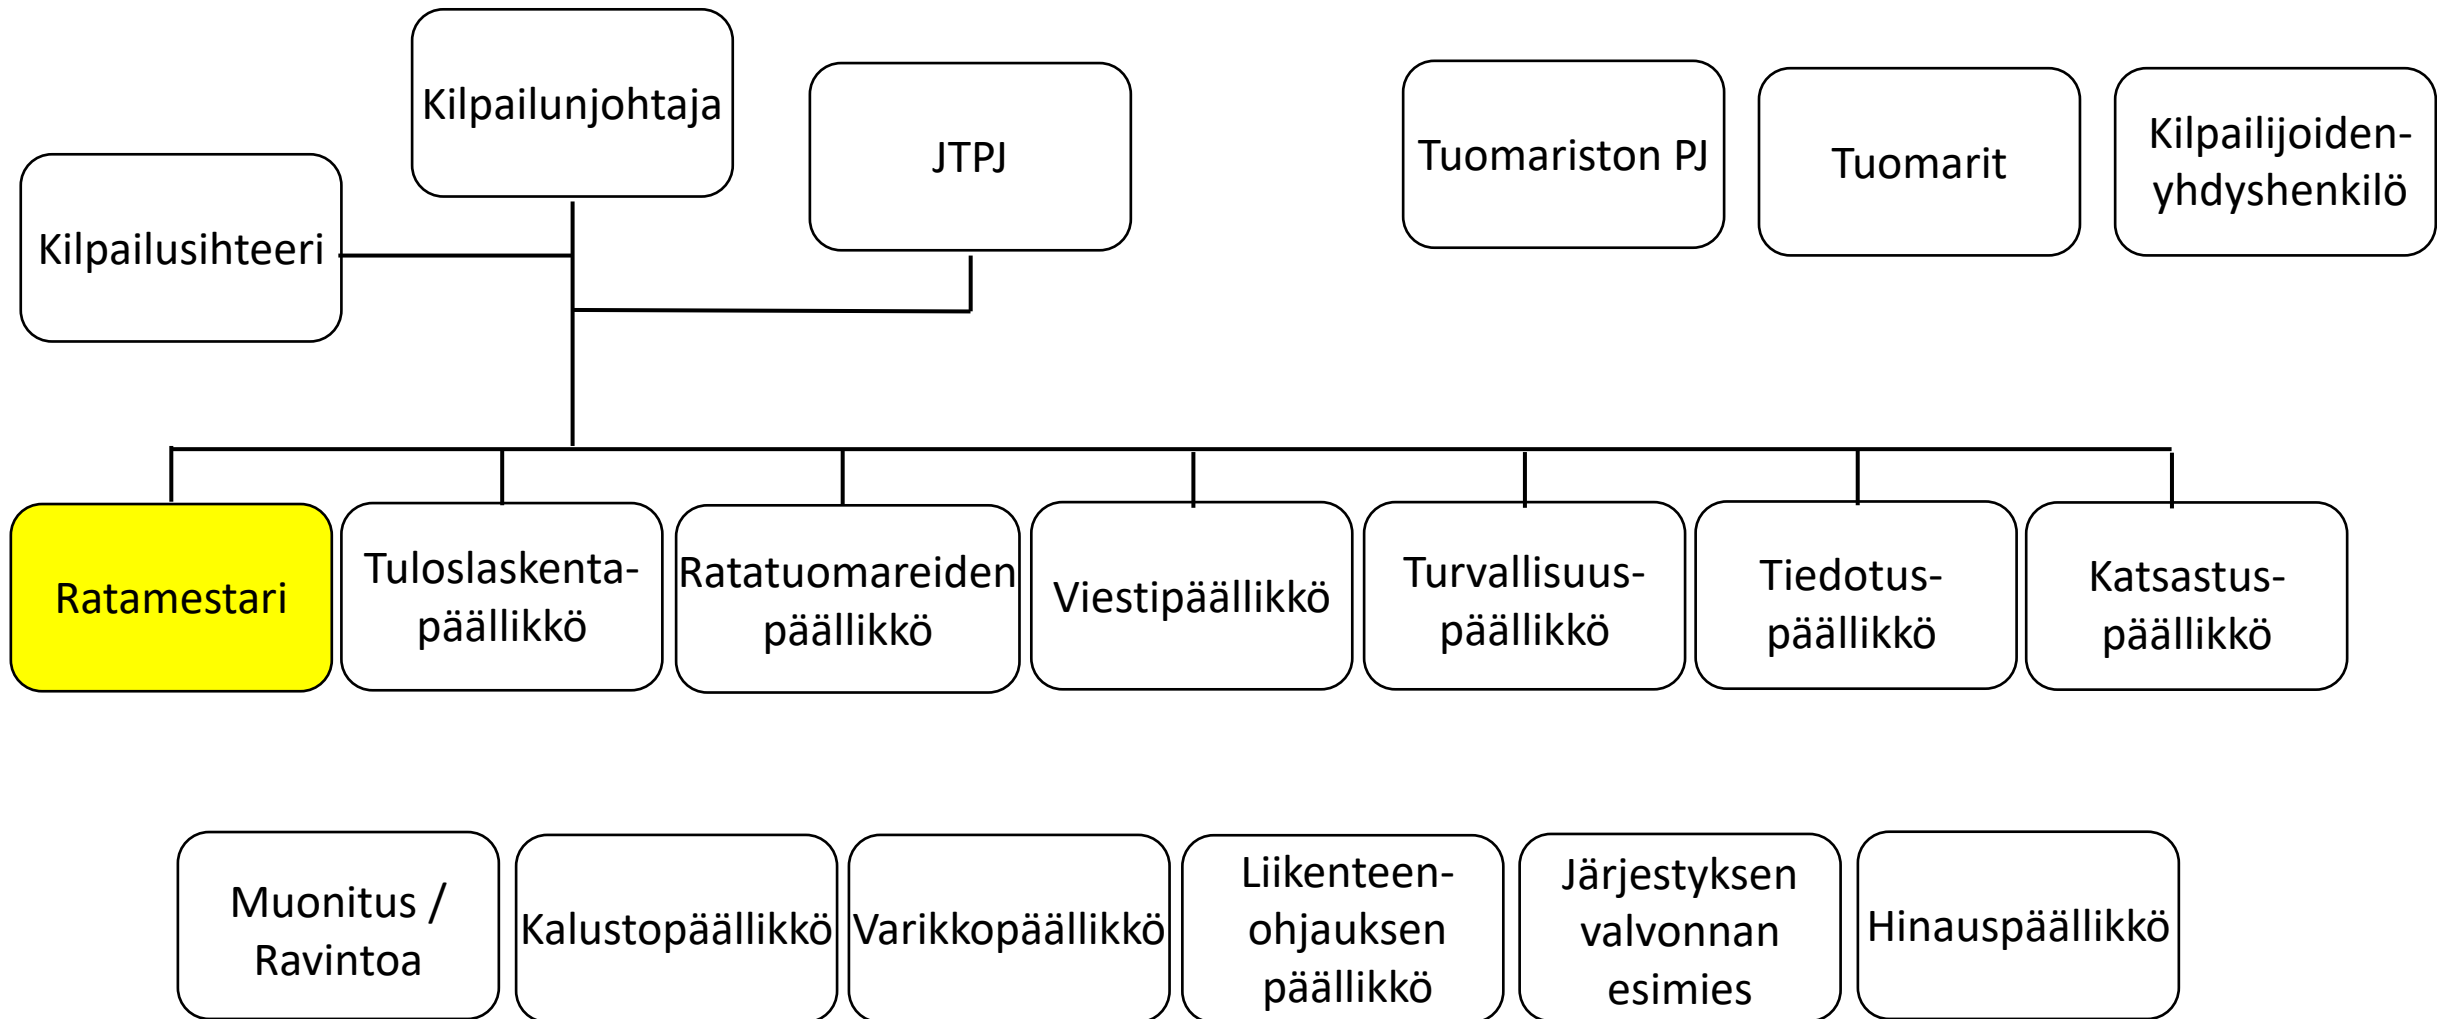 Kilpailunjohtaja
JTPJ
Tuomariston PJ
Tuomarit
Kilpailijoiden-
yhdyshenkilö
Kilpailusihteeri
Ratamestari
Tuloslaskenta-
päällikkö
Ratatuomareiden
päällikkö
Viestipäällikkö
Turvallisuus-
päällikkö
Tiedotus-
päällikkö
Katsastus-
päällikkö
Muonitus /
Ravintoa
Kalustopäällikkö
Varikkopäällikkö
Liikenteen-
ohjauksen
päällikkö
Järjestyksen
valvonnan
esimies
Hinauspäällikkö